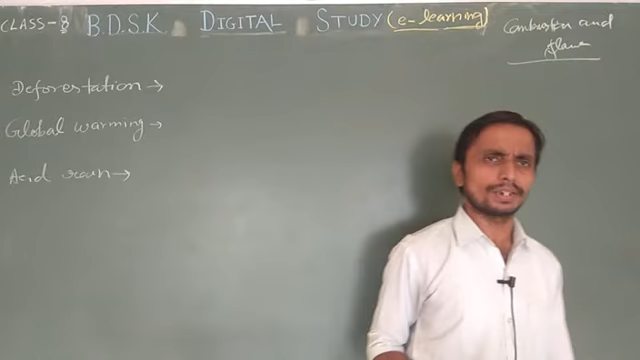 CLASS-8 B.D.S.K. DIGITAL STUDY (e-learning)
Combustion and
flame
Deforestation →
Global warming →
Acid rain →